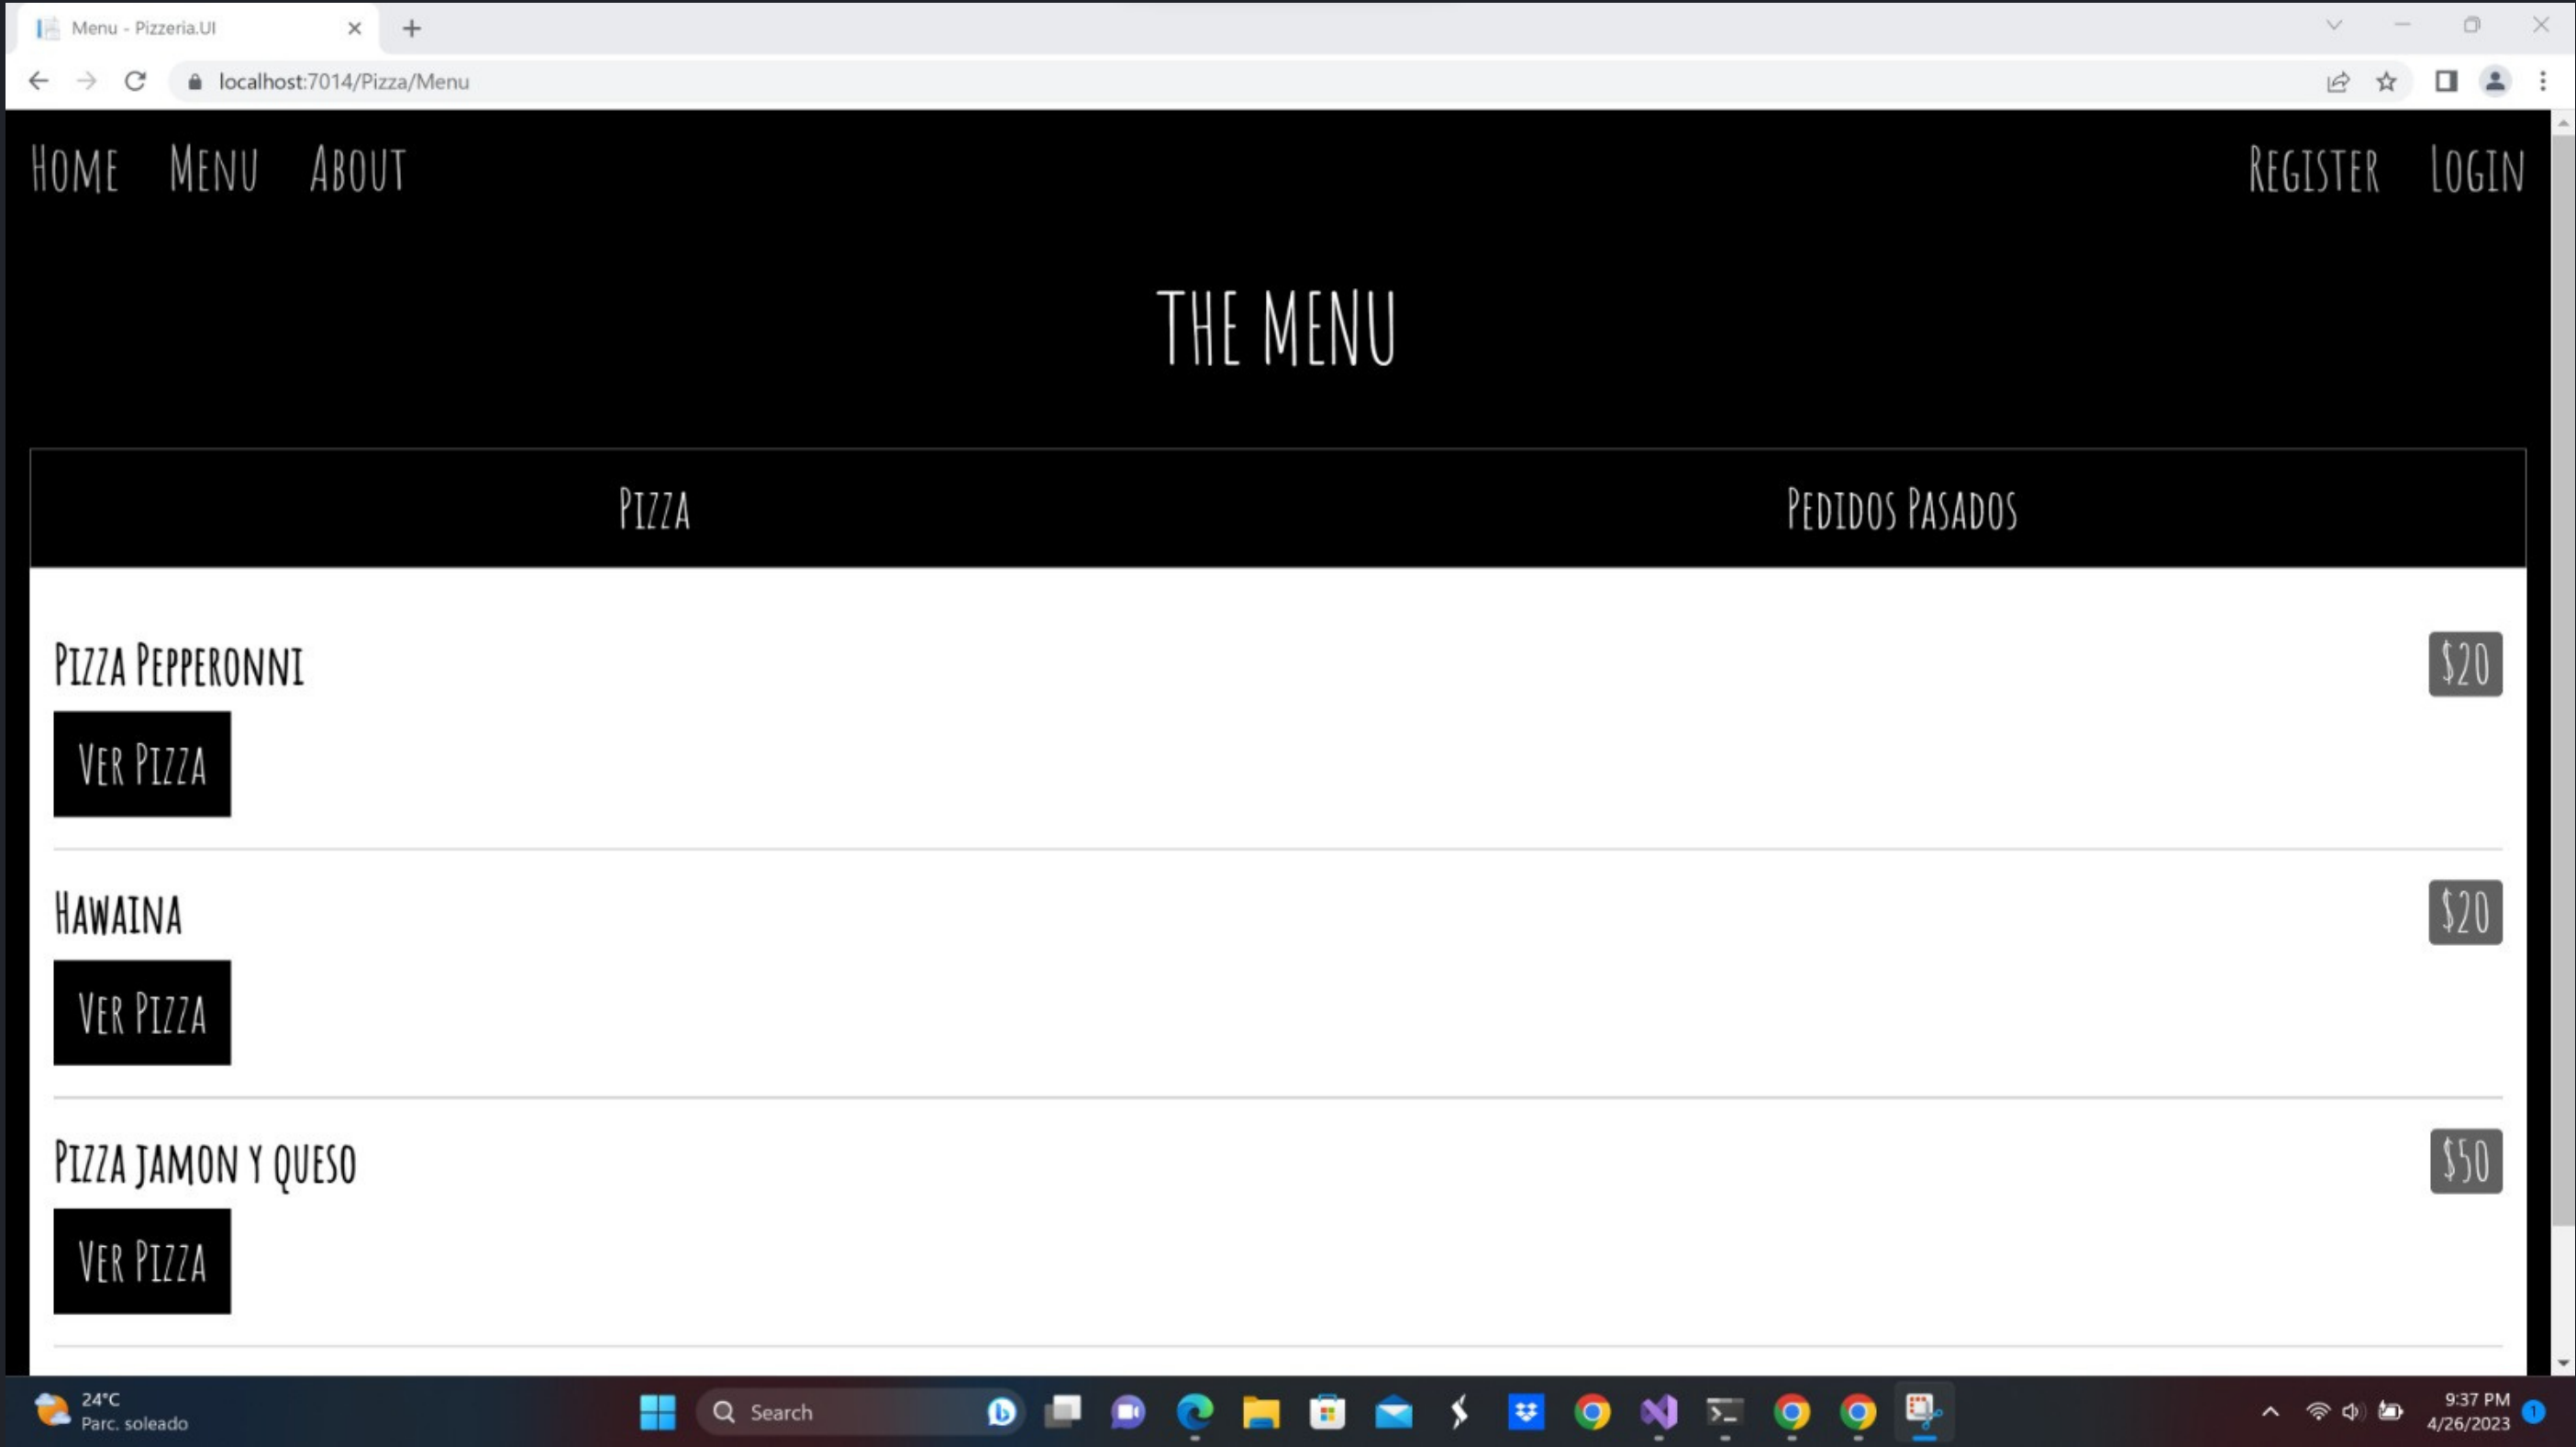 Menu - Pizzeria.UI
localhost:7014/Pizza/Menu
Home Menu About Register Login
THE MENU
Pizza Pedidos Pasados
Pizza Pepperonni $20
Ver Pizza
Hawaina $20
Ver Pizza
Pizza jamon y queso $50
Ver Pizza
24°C
Parc. soleado
Search
9:37 PM
4/26/2023
1